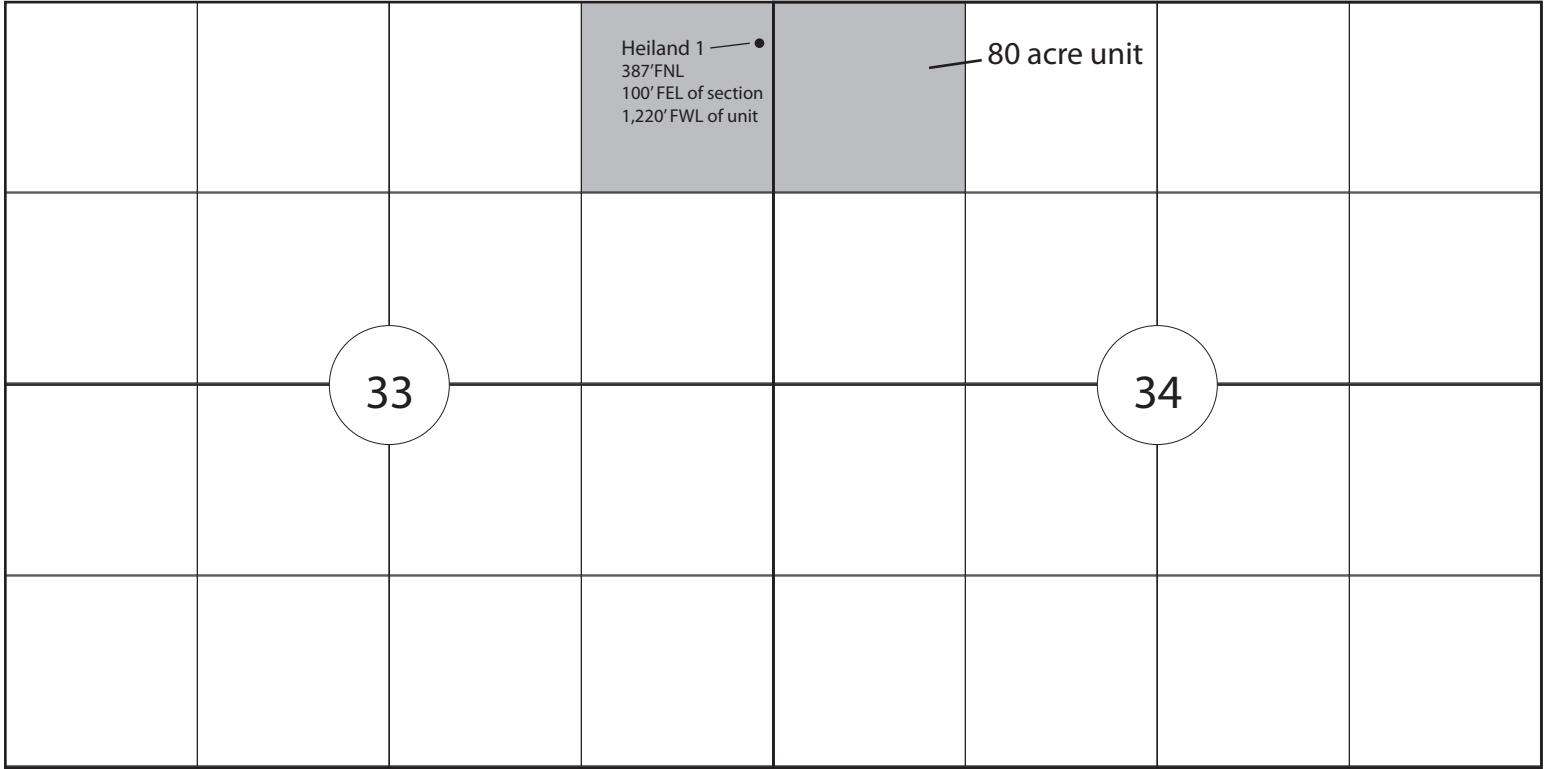 Heiland 1
387’FNL
100’ FEL of section
1,220’ FWL of unit
80 acre unit
33
34